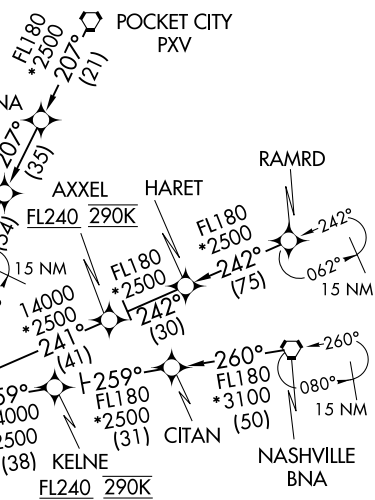 POCKET CITY
PXV
FL180
*2500
207°
(21)
NA
207°
(35)
(34)
15 NM
AXXEL
FL240 290K
HARET
RAMRD
FL180
*2500
242°
(75)
242°
062°
15 NM
FL180
*2500
242°
(30)
14000
*2500
241°
(41)
260°
FL180
*3100
(50)
260°
080°
15 NM
259°
FL180
*2500
(31)
CITAN
59°
4000
2500
(38)
KELNE
FL240 290K
NASHVILLE
BNA